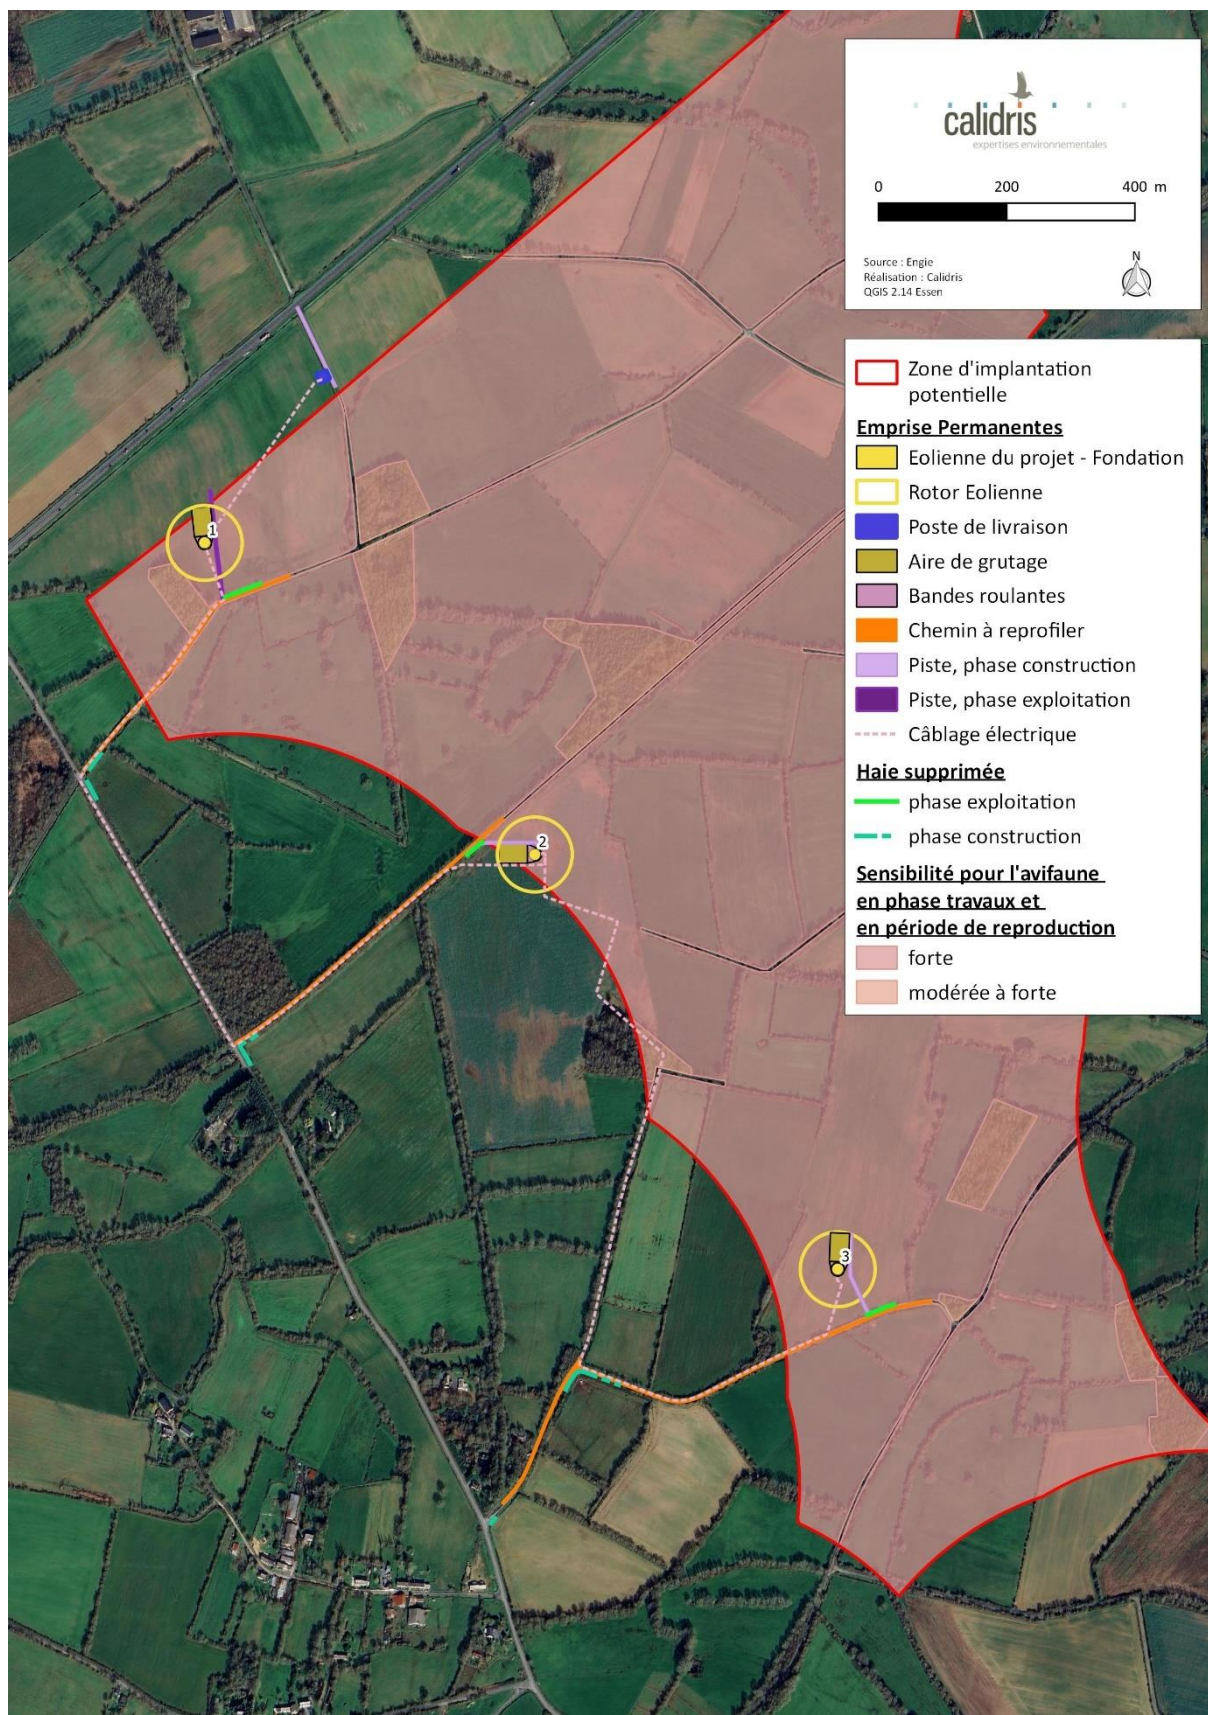 calidris
expertises environnementales
0 200 400 m
Source : Engie
Réalisation : Calidris
QGIS 2.14 Essen
N
Zone d'implantation
potentielle
Emprise Permanentes
Eolienne du projet - Fondation
Rotor Eolienne
Poste de livraison
Aire de grutage
Bandes roulantes
Chemin à reprofiler
Piste, phase construction
Piste, phase exploitation
Câblage électrique
Haie supprimée
phase exploitation
phase construction
Sensibilité pour l'avifaune
en phase travaux et
en période de reproduction
forte
modérée à forte
1
2
3